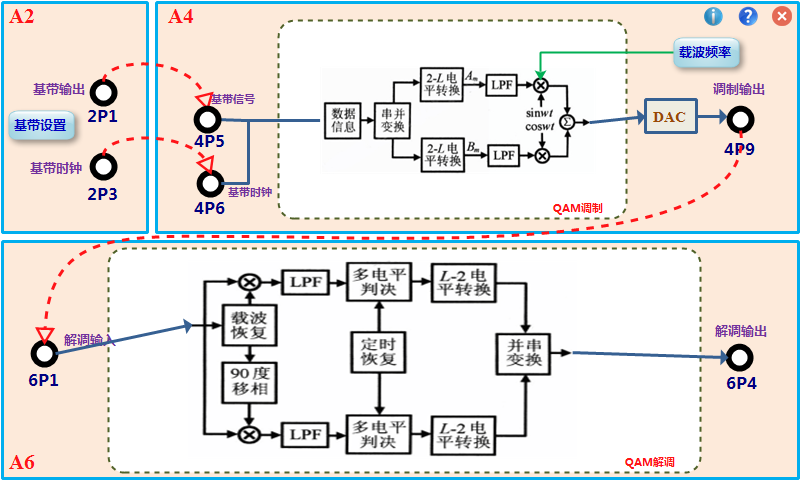 A2
基带输出
2P1
基带设置
基带时钟
2P3
A4
基带信号
4P5
基带时钟
4P6
数据
信息
串并
变换
2-L电
平转换
Am
LPF
2-L电
平转换
Bm
LPF
sinwt
coswt
Σ
载波频率
QAM调制
DAC
调制输出
4P9
解调输入
6P1
A6
载波
恢复
90度
移相
LPF
多电平
判决
L-2电
平转换
定时
恢复
LPF
多电平
判决
L-2电
平转换
并串
变换
QAM解调
解调输出
6P4